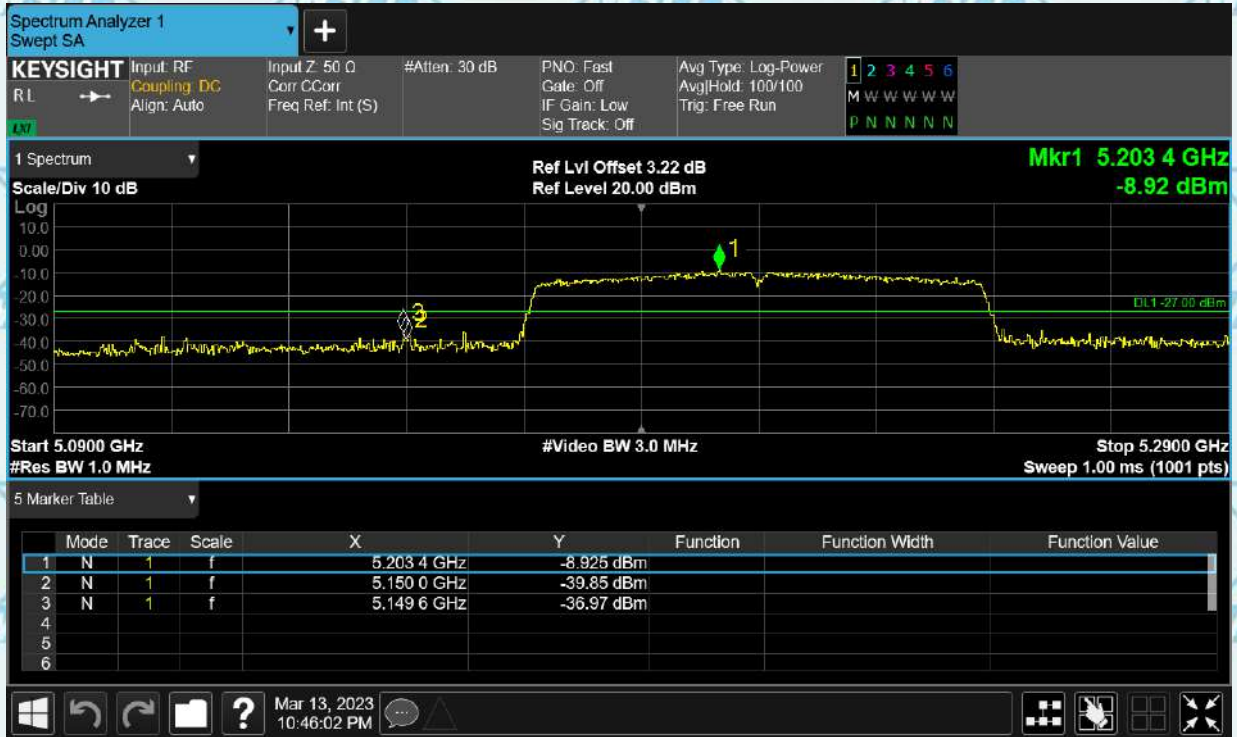 Spectrum Analyzer 1
Swept SA
+
KEYSIGHT
RL
LXI
Input: RF
Coupling: DC
Align: Auto
Input Z: 50 Ω
Corr CCorr
Freq Ref: Int (S)
#Atten: 30 dB
PNO: Fast
Gate: Off
IF Gain: Low
Sig Track: Off
Avg Type: Log-Power
Avg|Hold: 100/100
Trig: Free Run
1 2 3 4 5 6
M W W W W W
P N N N N N
1 Spectrum
Scale/Div 10 dB
Log
Ref Lvl Offset 3.22 dB
Ref Level 20.00 dBm
Mkr1 5.203 4 GHz
-8.92 dBm
10.0
0.00
-10.0
-20.0
-30.0
-40.0
-50.0
-60.0
-70.0
1
3
2
DL1 -27.00 dBm
Start 5.0900 GHz
#Res BW 1.0 MHz
#Video BW 3.0 MHz
Stop 5.2900 GHz
Sweep 1.00 ms (1001 pts)
5 Marker Table
Mode Trace Scale X Y Function Function Width Function Value
1 N 1 f 5.203 4 GHz -8.925 dBm
2 N 1 f 5.150 0 GHz -39.85 dBm
3 N 1 f 5.149 6 GHz -36.97 dBm
4
5
6
?
Mar 13, 2023
10:46:02 PM